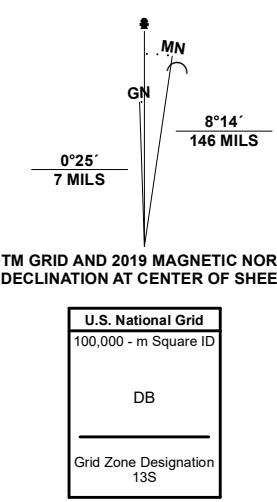 MN
GN
8°14´
146 MILS
0°25´
7 MILS
TM GRID AND 2019 MAGNETIC NOR
DECLINATION AT CENTER OF SHEE
U.S. National Grid
100,000 - m Square ID
DB
Grid Zone Designation
13S